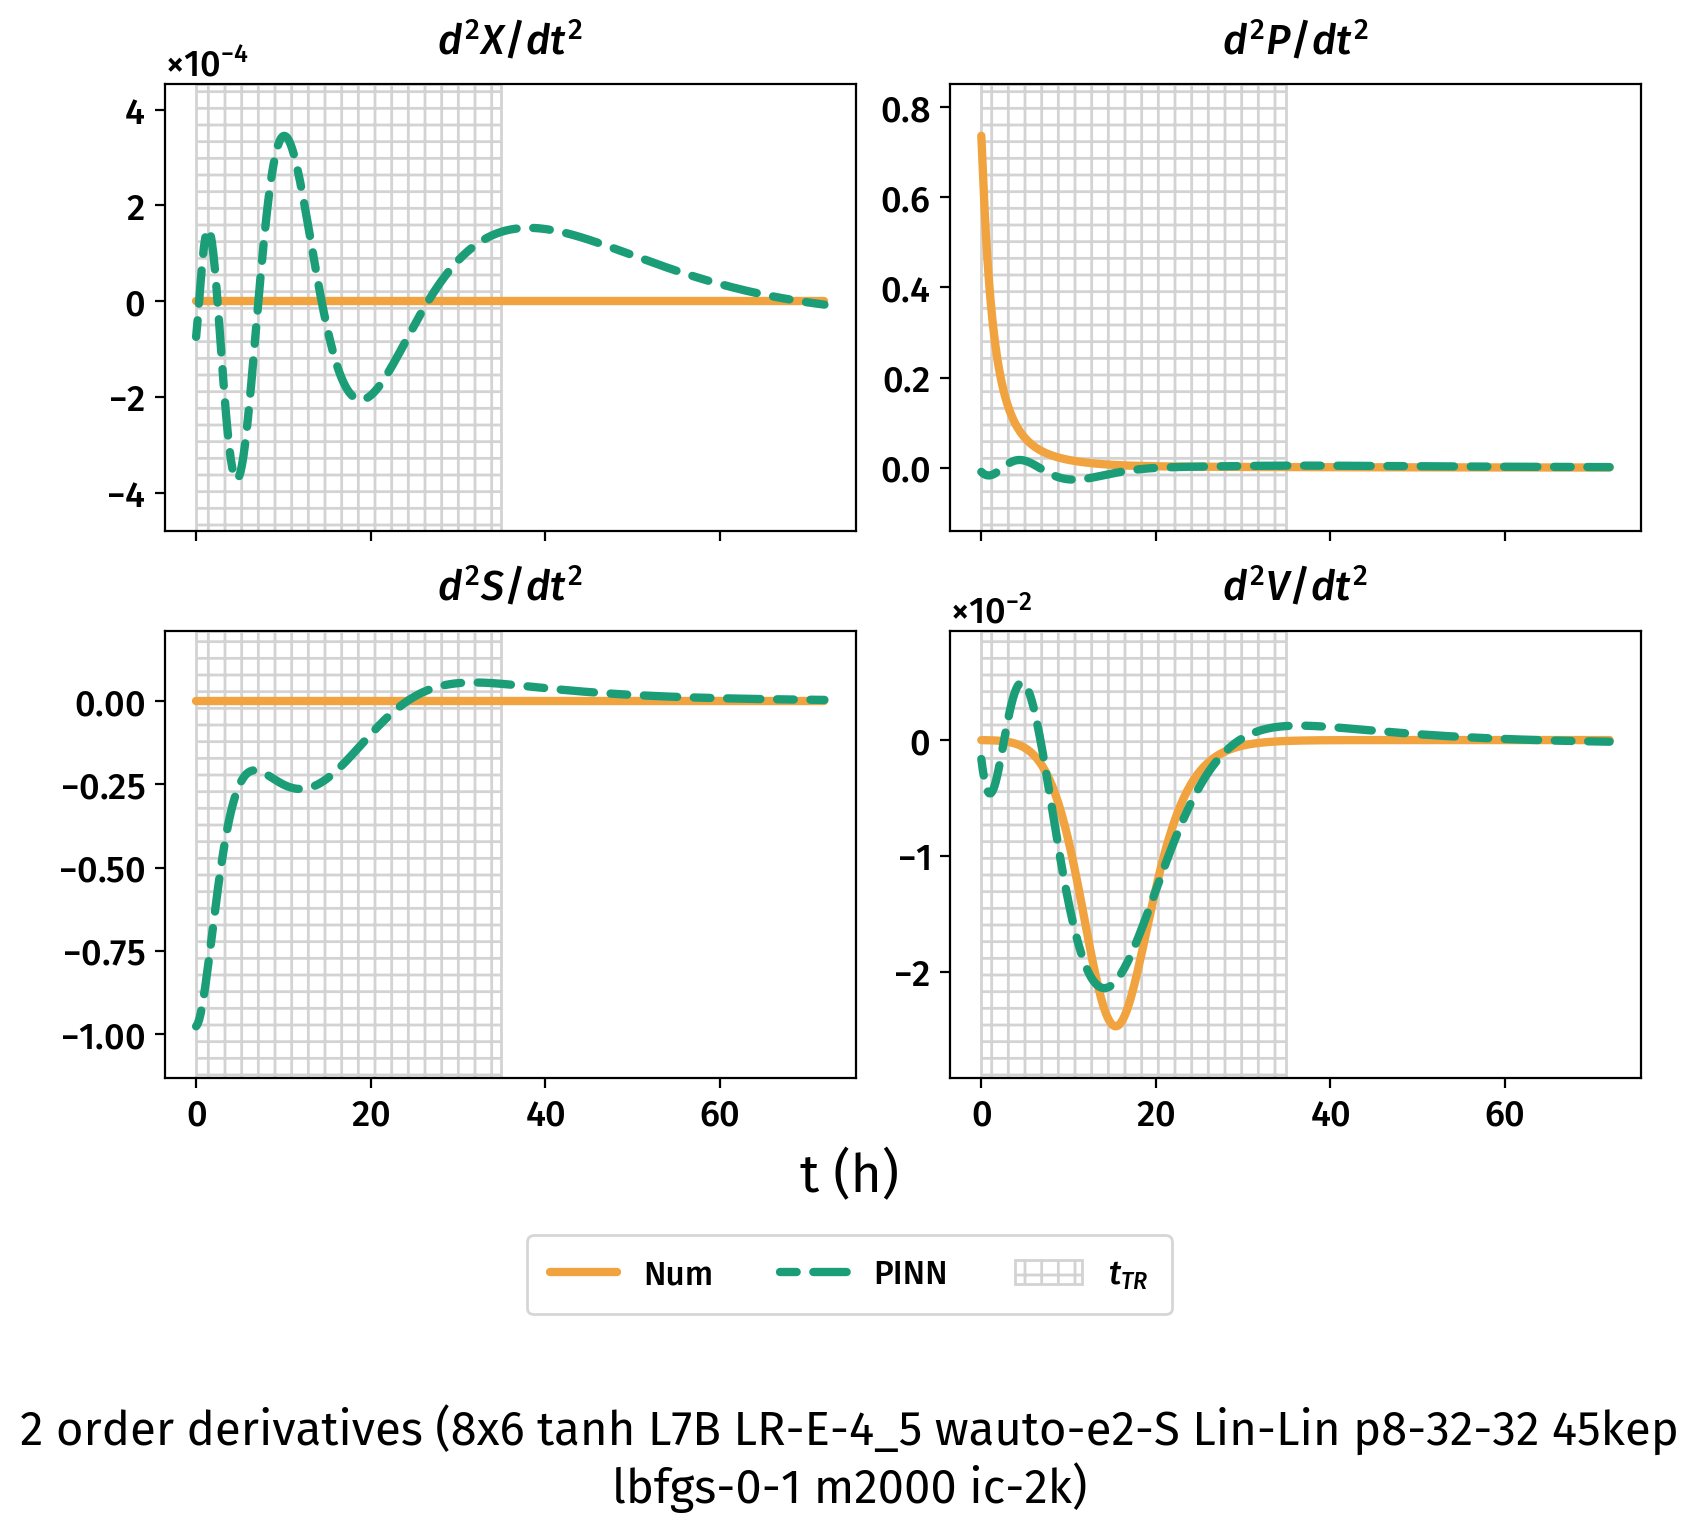 d²X/dt²
×10⁻⁴
4
2
0
−2
−4
d²P/dt²
0.8
0.6
0.4
0.2
0.0
d²S/dt²
0.00
−0.25
−0.50
−0.75
−1.00
0 20 40 60
d²V/dt²
×10⁻²
0
−1
−2
0 20 40 60
t (h)
Num PINN t_TR
2 order derivatives (8x6 tanh L7B LR-E-4_5 wauto-e2-S Lin-Lin p8-32-32 45kep
lbfgs-0-1 m2000 ic-2k)